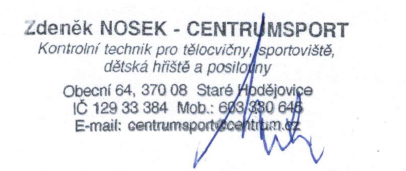 Zdeněk NOSEK - CENTRUMSPORT
Kontrolní technik pro tělocvičny, sportoviště,
dětská hřiště a posilovny
Obecní 64, 370 08 Staré Hodějovice
IČ 129 33 384 Mob.: 603 330 646
E-mail: centrumsport@centrum.cz